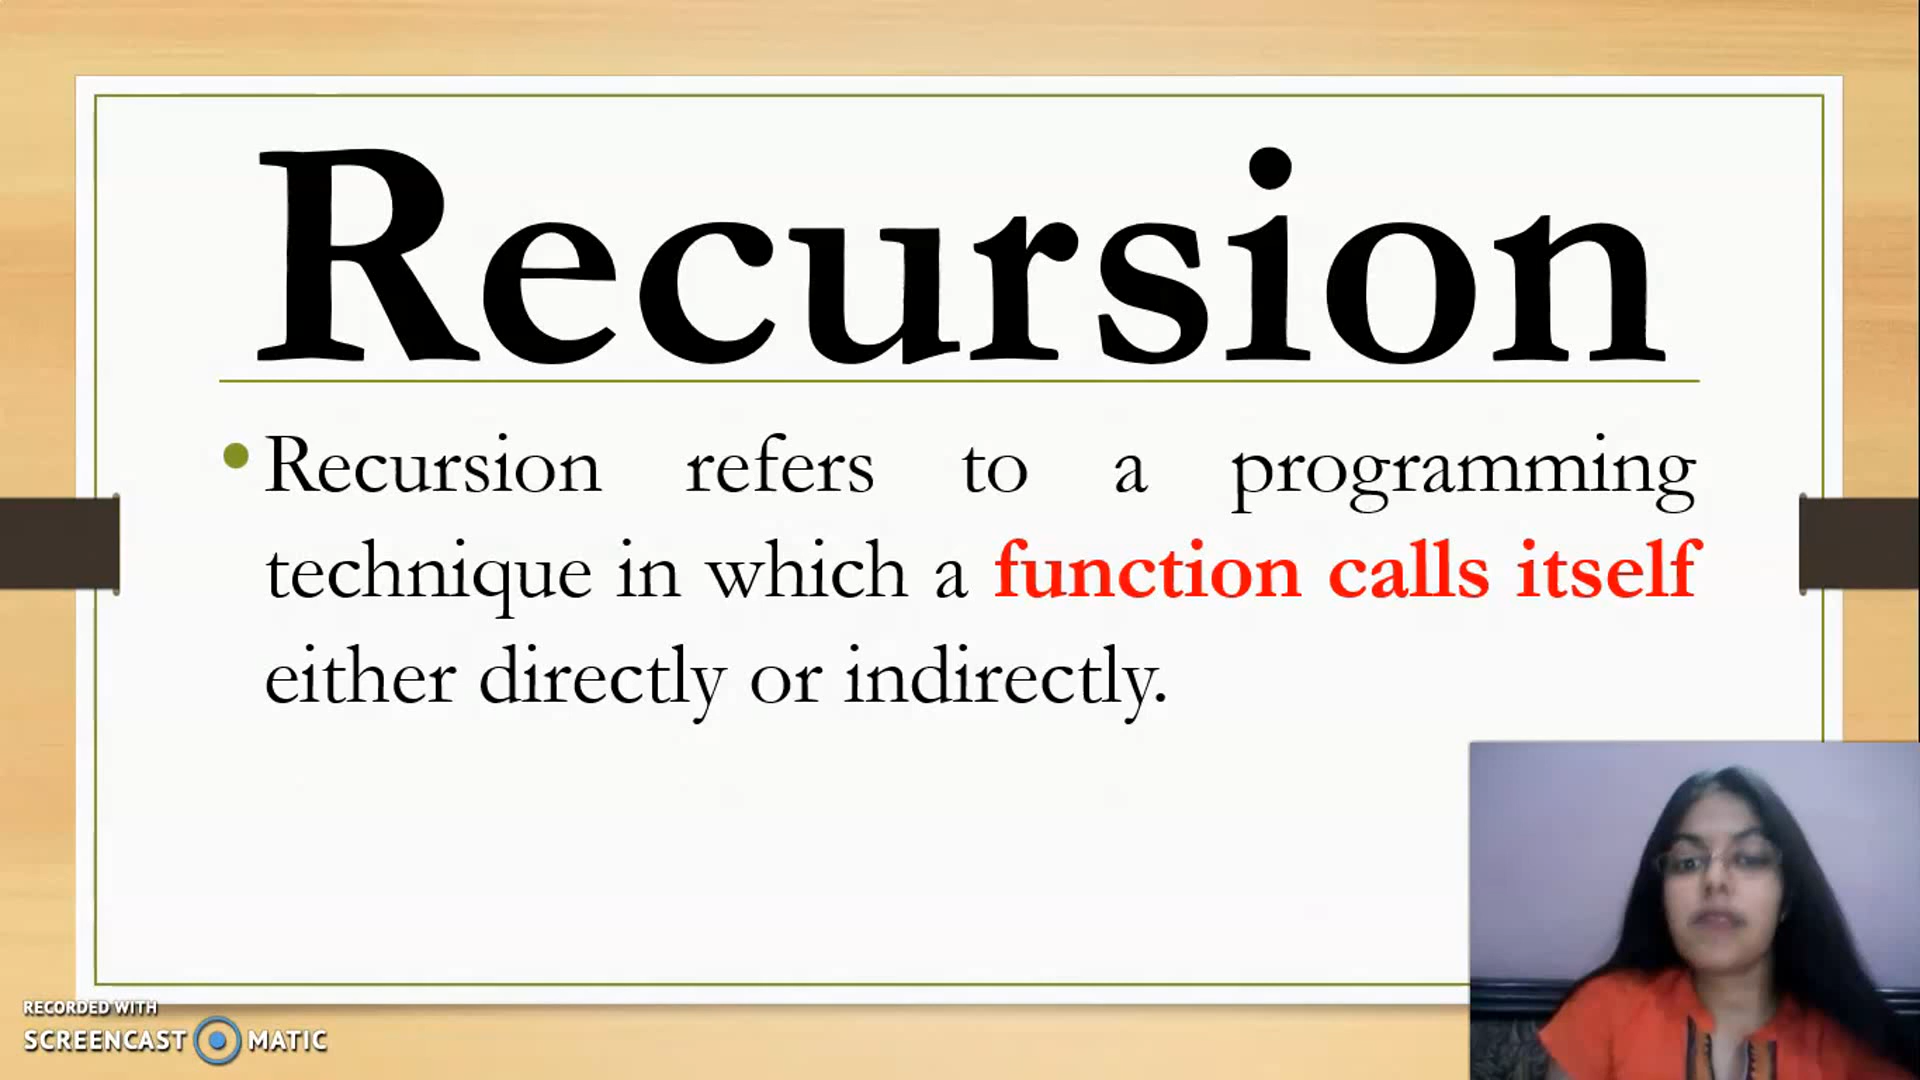 Recursion
• Recursion refers to a programming
technique in which a function calls itself
either directly or indirectly.
RECORDED WITH
SCREENCAST MATIC